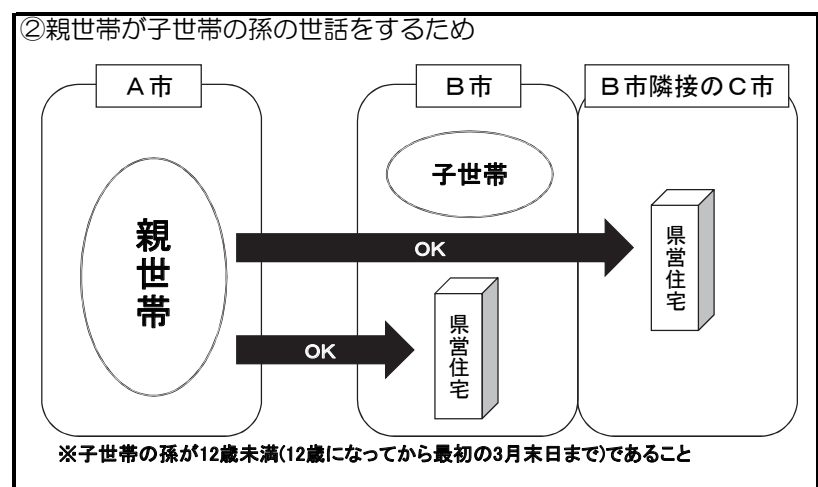 ②親世帯が子世帯の孫の世話をするため
A市
B市
B市隣接のC市
子世帯
親世帯
OK
県営住宅
OK
県営住宅
※子世帯の孫が12歳未満(12歳になってから最初の3月末日まで)であること